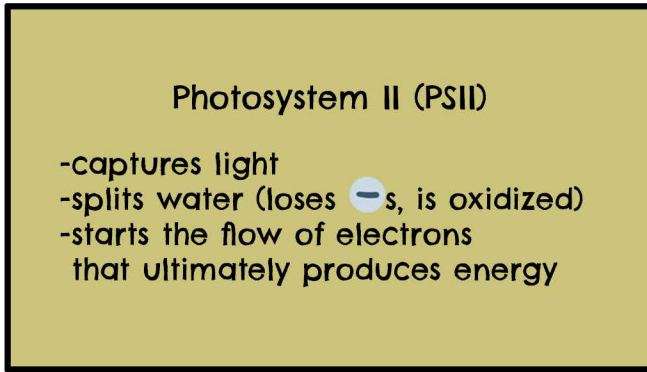 Photosystem II (PSII)
-captures light
-splits water (loses -s, is oxidized)
-starts the flow of electrons
that ultimately produces energy